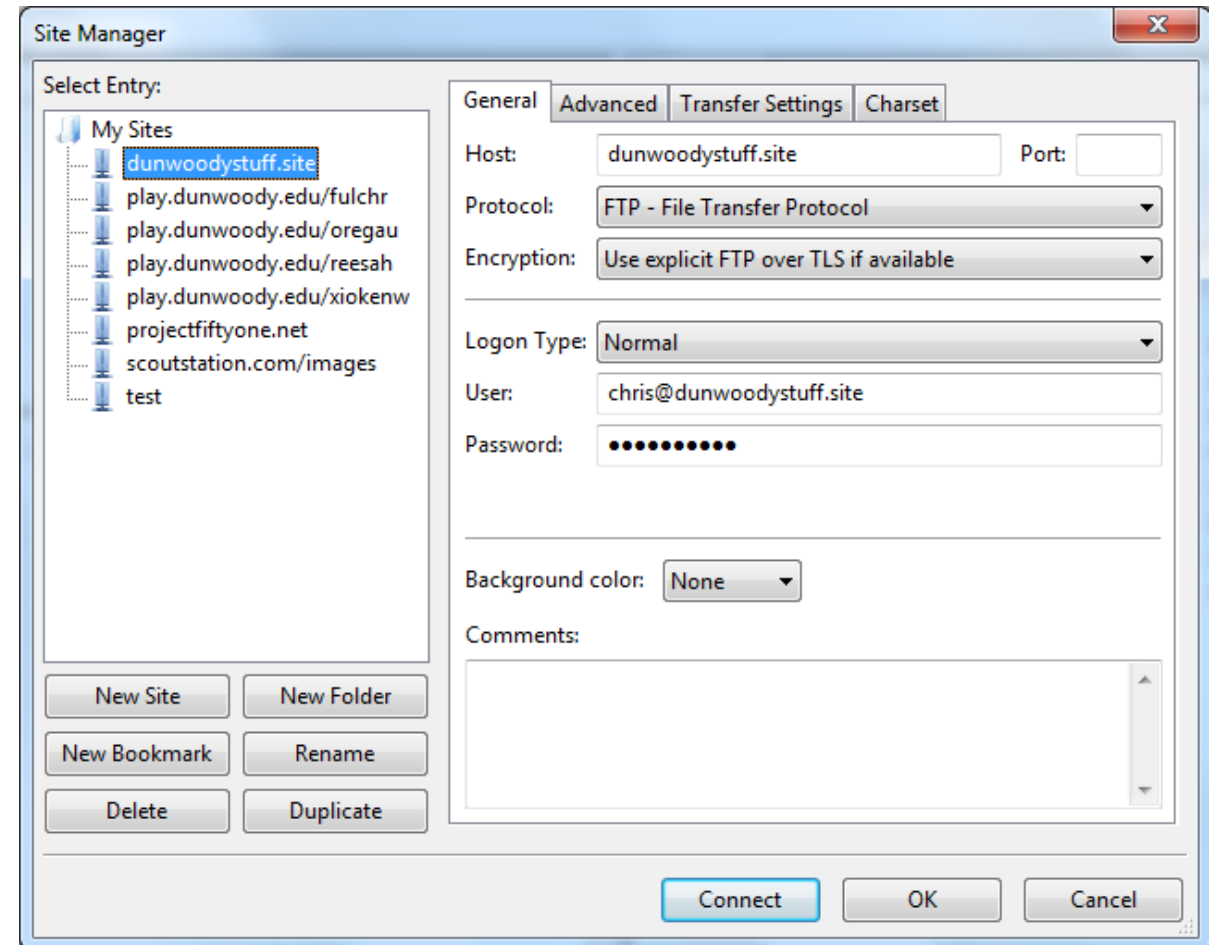 Site Manager
Select Entry:
My Sites
dunwoodystuff.site
play.dunwoody.edu/fulchr
play.dunwoody.edu/oregau
play.dunwoody.edu/reesah
play.dunwoody.edu/xiokenw
projectfiftyone.net
scoutstation.com/images
test
New Site New Folder
New Bookmark Rename
Delete Duplicate
General Advanced Transfer Settings Charset
Host: dunwoodystuff.site Port:
Protocol: FTP - File Transfer Protocol
Encryption: Use explicit FTP over TLS if available
Logon Type: Normal
User: chris@dunwoodystuff.site
Password: ●●●●●●●●●●
Background color: None
Comments:
Connect OK Cancel